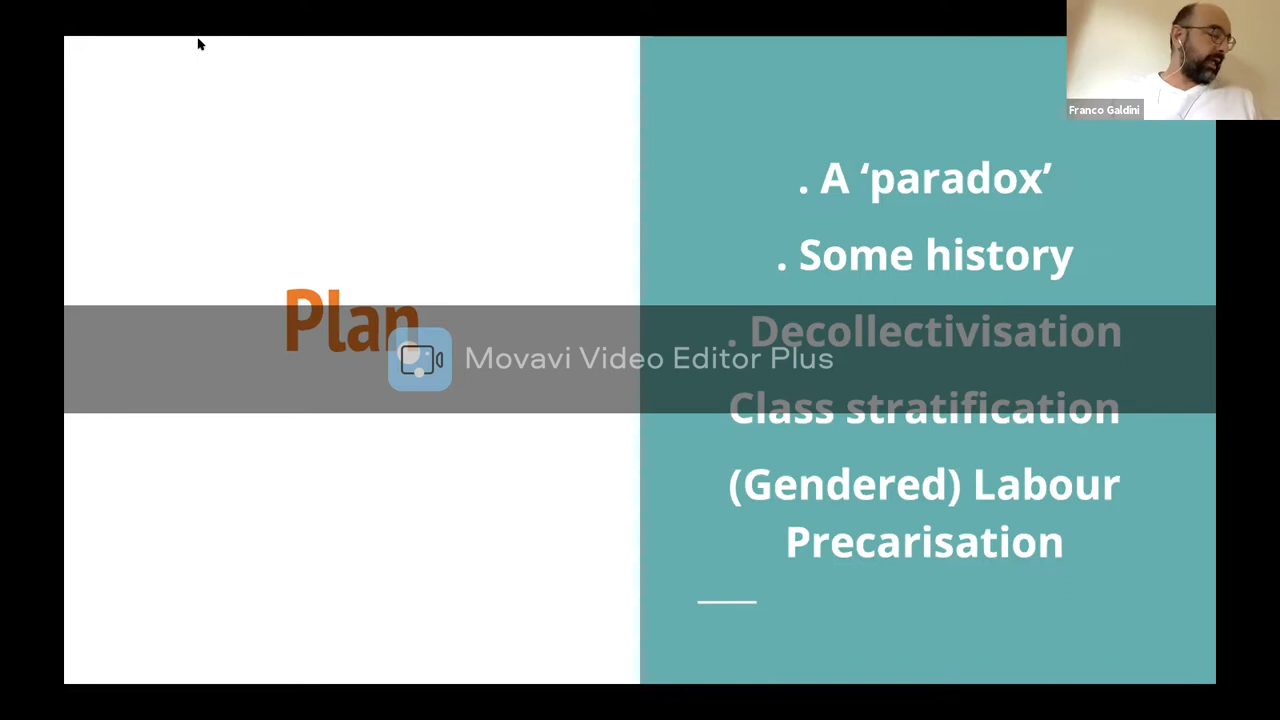 Franco Galdini
Plan
. A ‘paradox’
. Some history
. Decollectivisation
Class stratification
(Gendered) Labour
Precarisation
Movavi Video Editor Plus